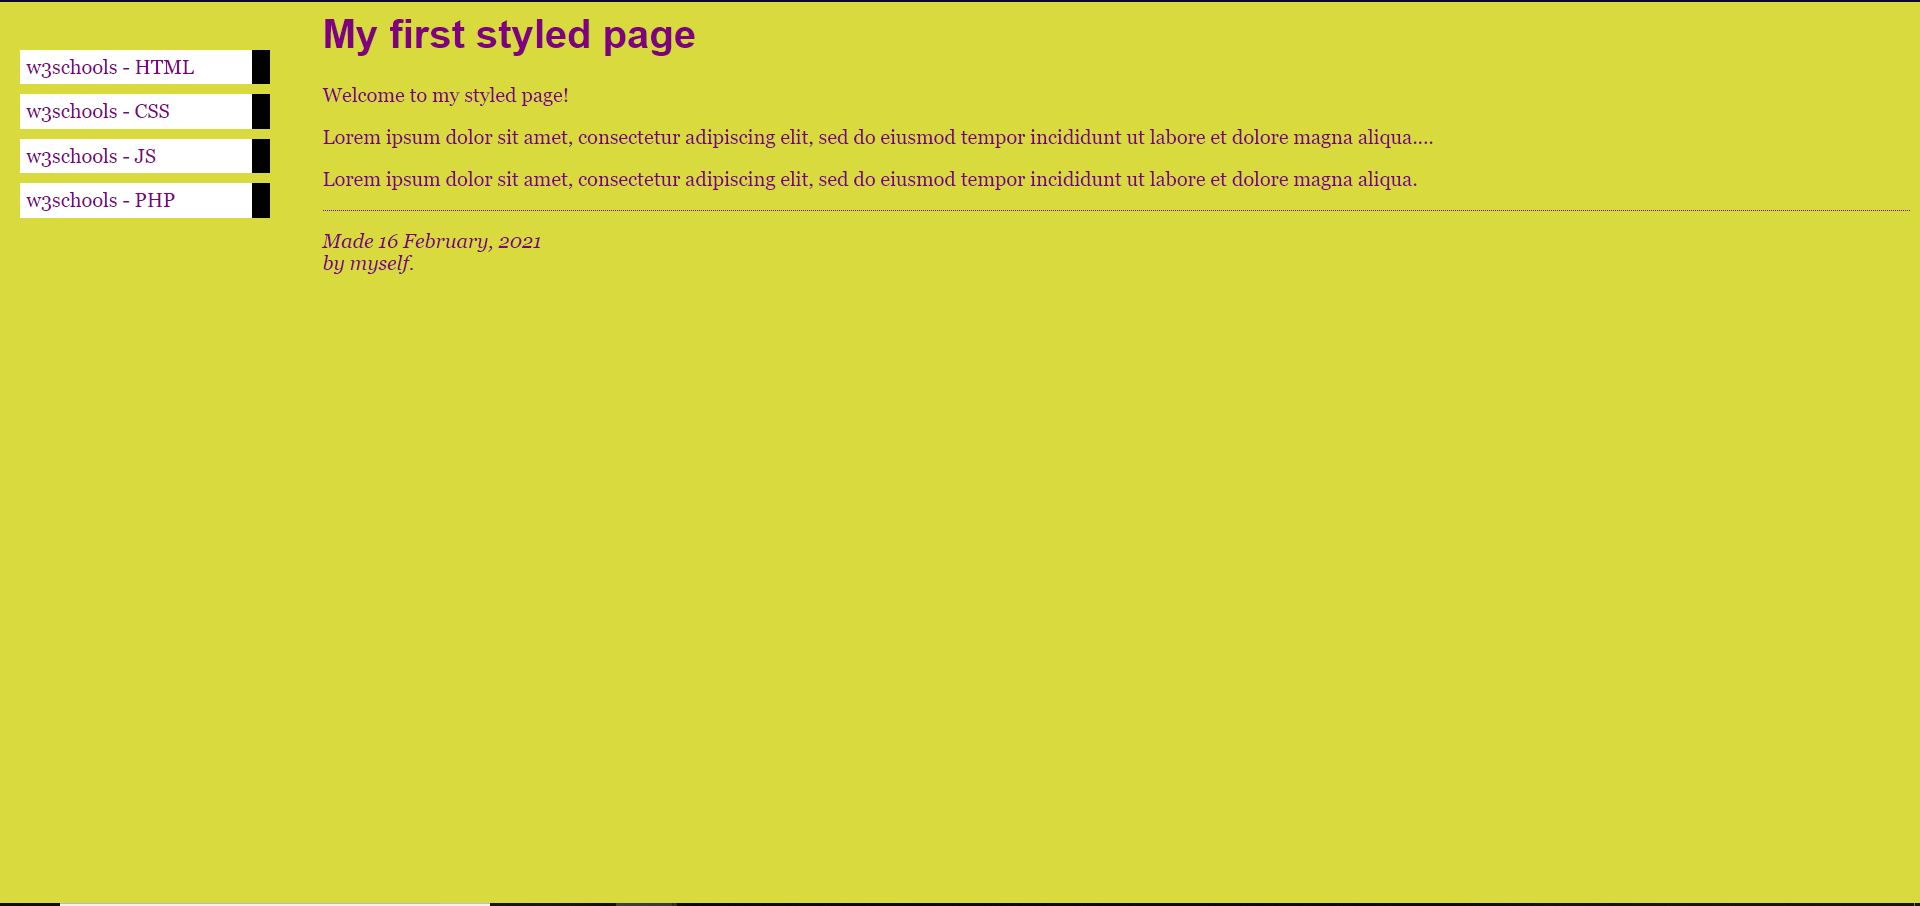 My first styled page
w3schools - HTML
w3schools - CSS
w3schools - JS
w3schools - PHP
Welcome to my styled page!
Lorem ipsum dolor sit amet, consectetur adipiscing elit, sed do eiusmod tempor incididunt ut labore et dolore magna aliqua....
Lorem ipsum dolor sit amet, consectetur adipiscing elit, sed do eiusmod tempor incididunt ut labore et dolore magna aliqua.
Made 16 February, 2021
by myself.